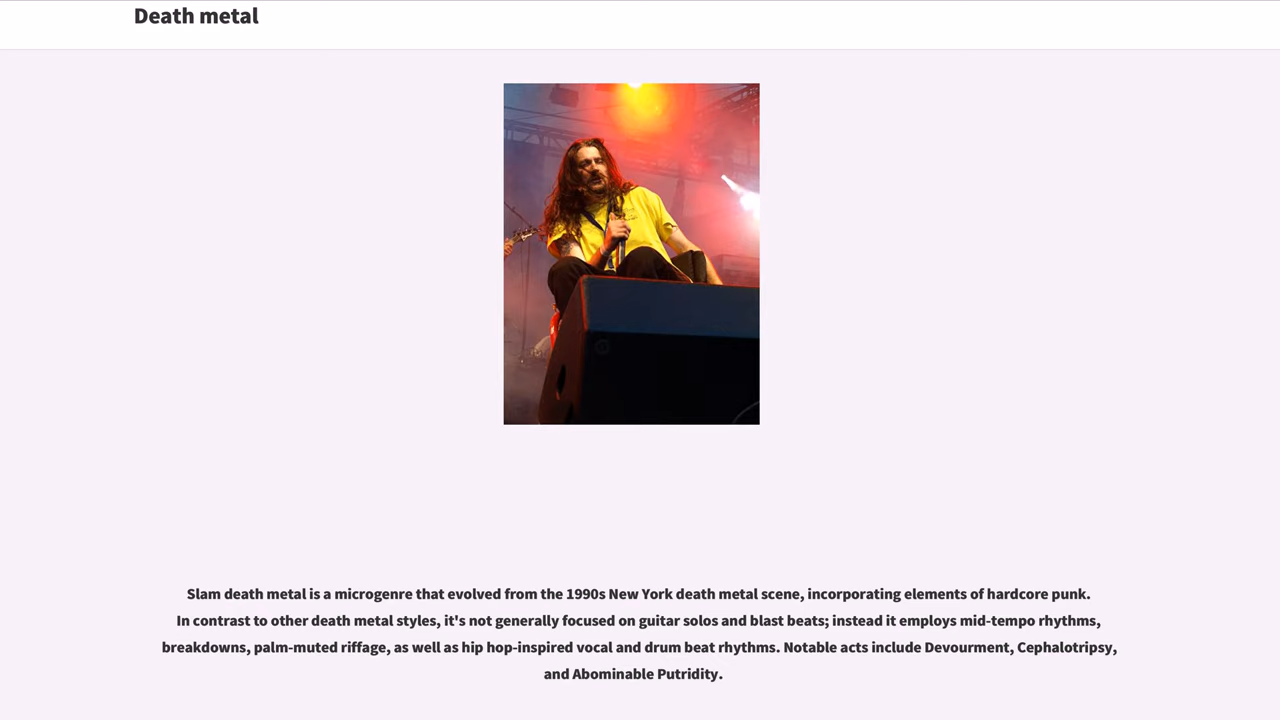 Death metal
Slam death metal is a microgenre that evolved from the 1990s New York death metal scene, incorporating elements of hardcore punk.
In contrast to other death metal styles, it's not generally focused on guitar solos and blast beats; instead it employs mid-tempo rhythms,
breakdowns, palm-muted riffage, as well as hip hop-inspired vocal and drum beat rhythms. Notable acts include Devourment, Cephalotripsy,
and Abominable Putridity.